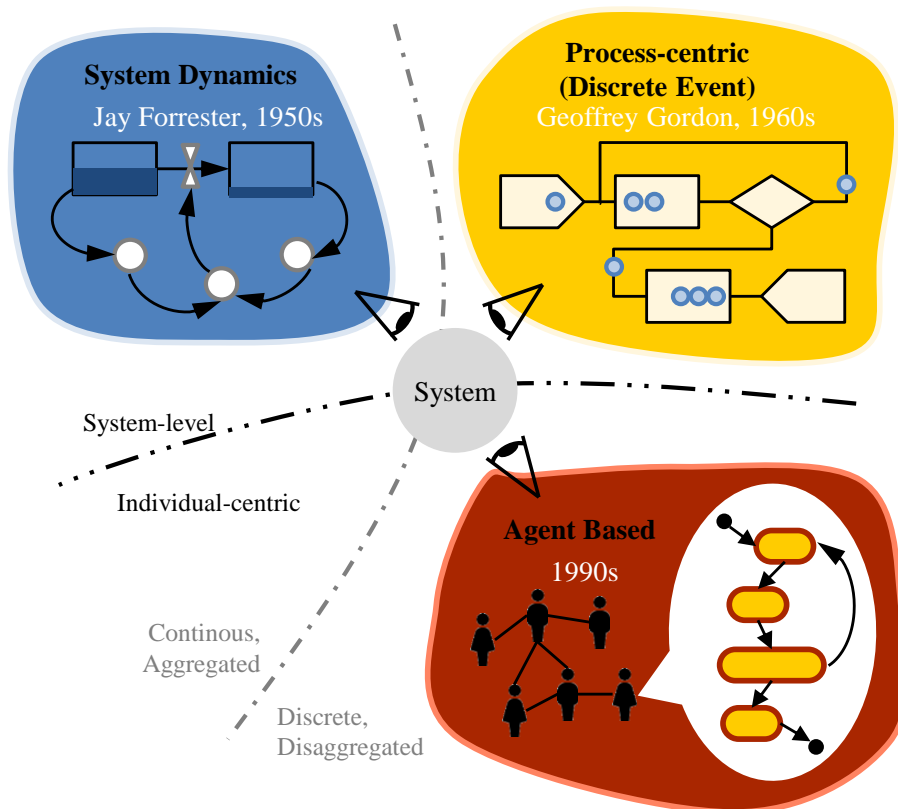 System Dynamics
Jay Forrester, 1950s
Process-centric
(Discrete Event)
Geoffrey Gordon, 1960s
System
System-level
Individual-centric
Agent Based
1990s
Continous,
Aggregated
Discrete,
Disaggregated